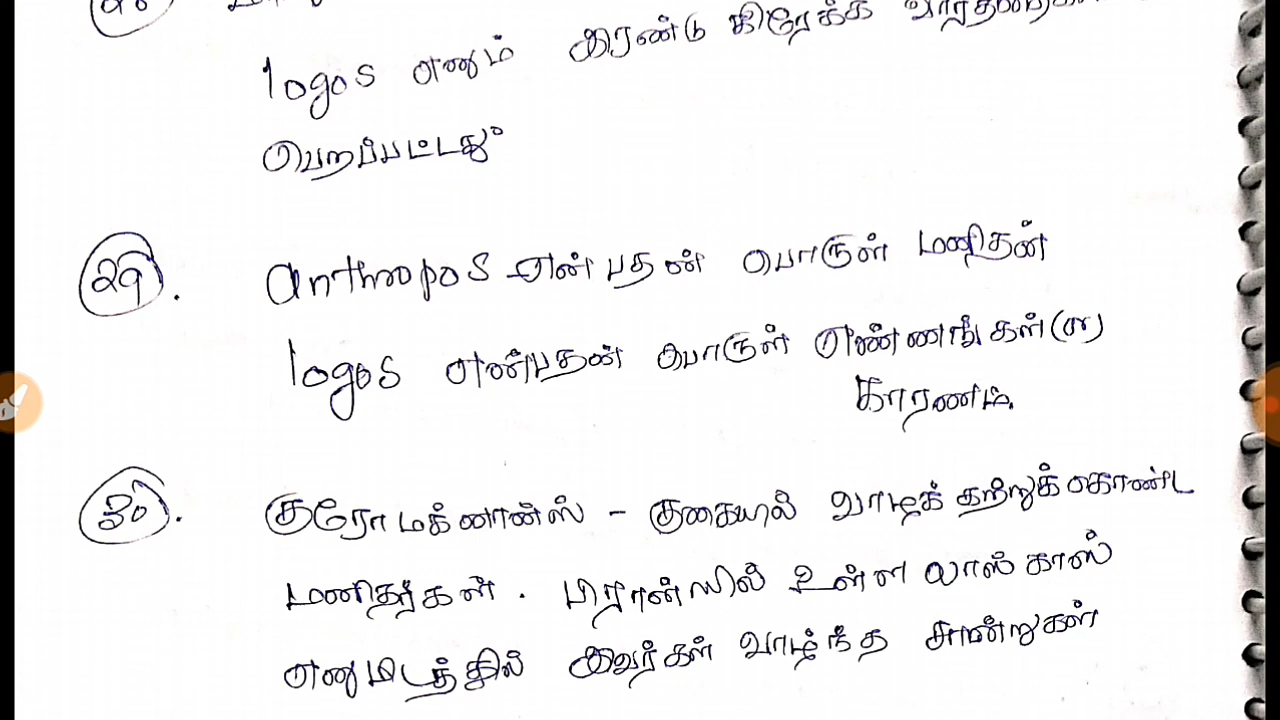 logos எனும் இரண்டு கிரேக்க
பெறப்பட்டது
29. anthropos என்பதன் பொருள் மனிதன்
logos என்பதன் பொருள் எண்ணங்கள் (or)
காரணம்.
30. குரோமக்னான்ஸ் - குகையில் வாழக் கற்றுக்கொண்ட
மனிதர்கள். பிரான்ஸில் உள்ள லாஸ்காஸ்
எனுமிடத்தில் இவர்கள் வாழ்ந்த சான்றுகள்